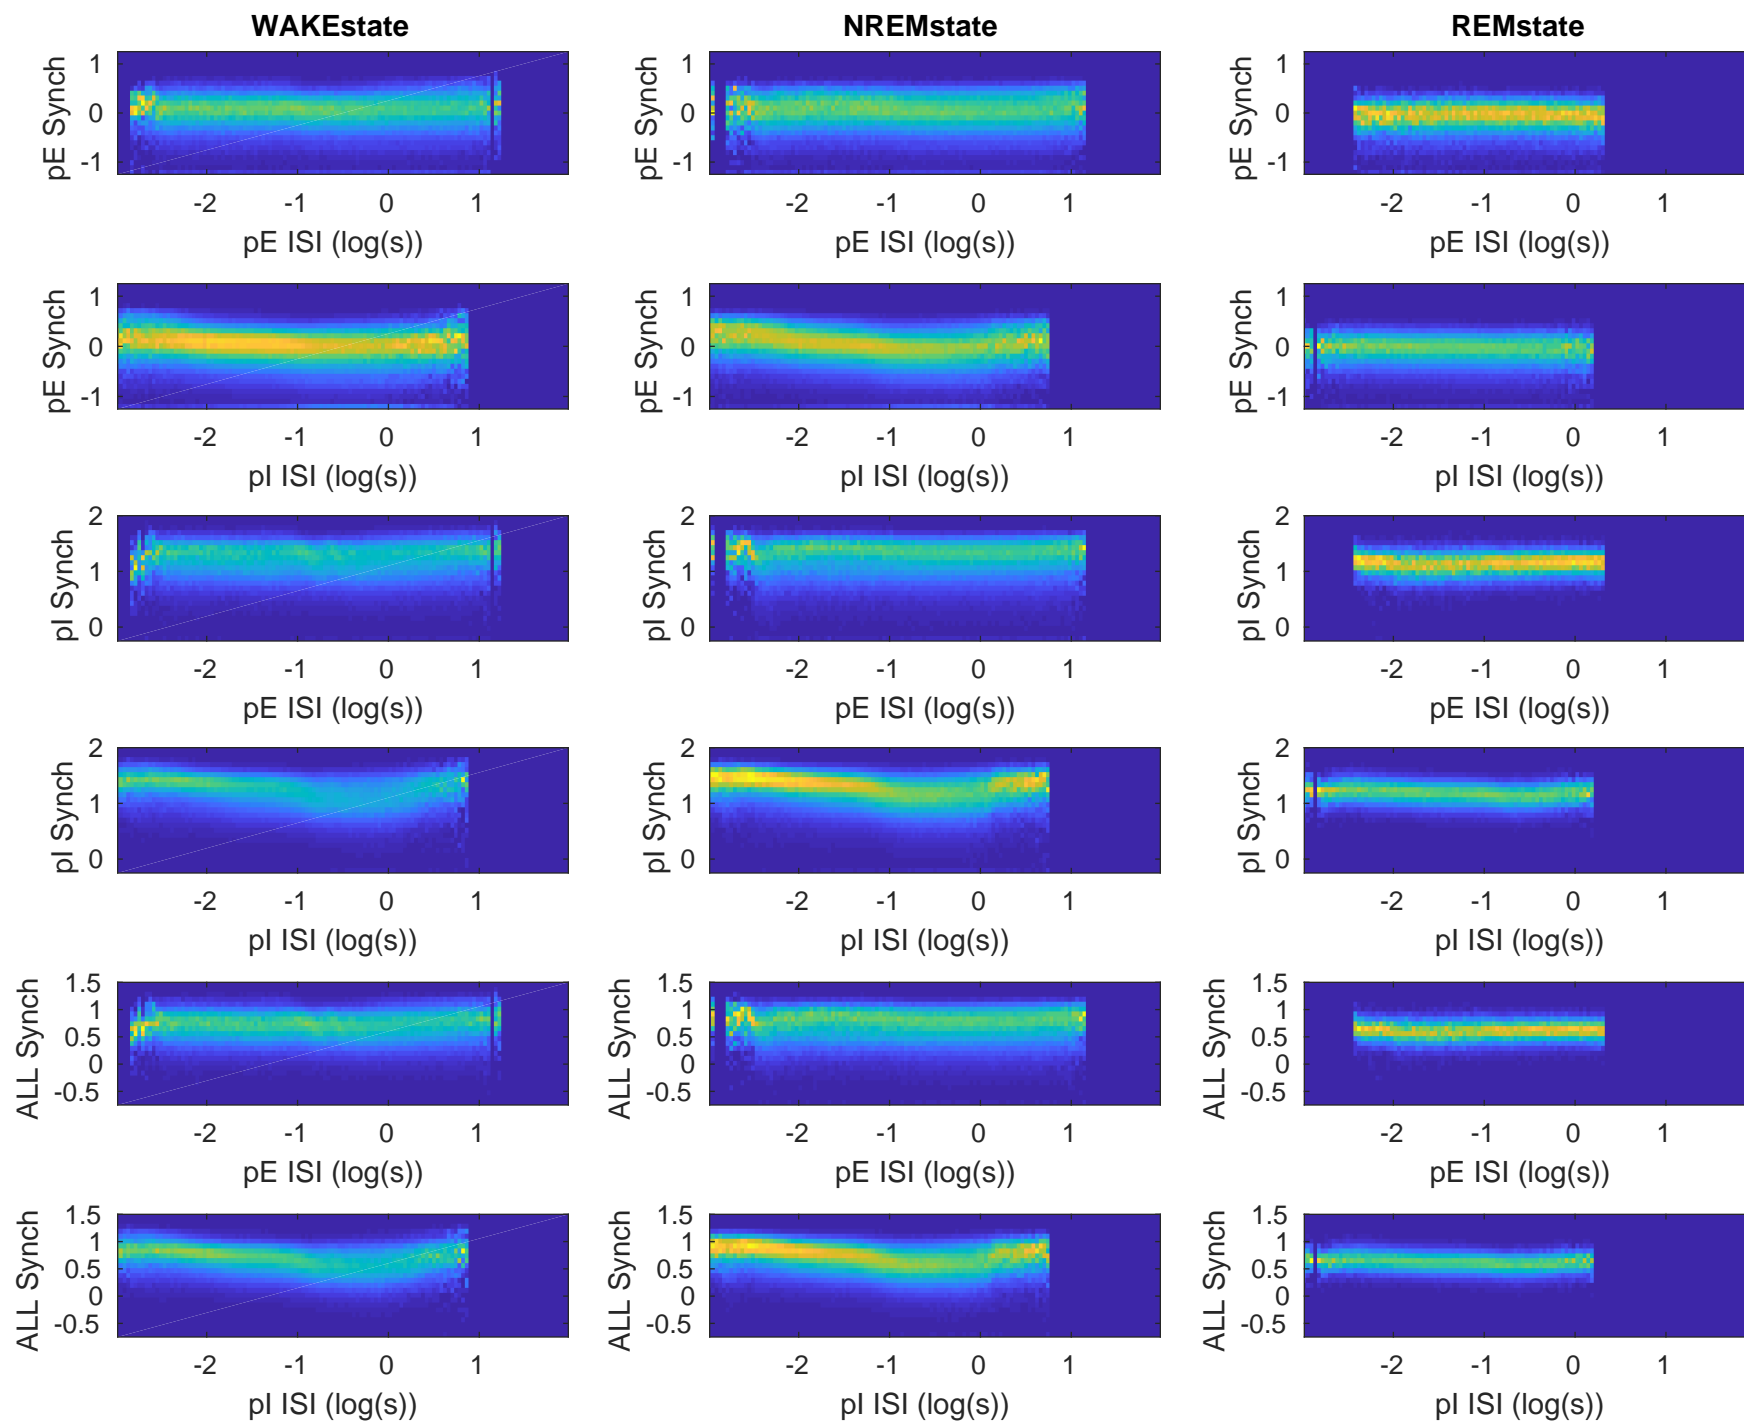 WAKEstate NREMstate REMstate
pE Synch 1 0 -1 pE Synch 1 0 -1 pE Synch 1 0 -1
-2 -1 0 1 -2 -1 0 1 -2 -1 0 1
pE ISI (log(s)) pE ISI (log(s)) pE ISI (log(s))
pE Synch 1 0 -1 pE Synch 1 0 -1 pE Synch 1 0 -1
-2 -1 0 1 -2 -1 0 1 -2 -1 0 1
pI ISI (log(s)) pI ISI (log(s)) pI ISI (log(s))
pI Synch 2 1 0 pI Synch 2 1 0 pI Synch 2 1 0
-2 -1 0 1 -2 -1 0 1 -2 -1 0 1
pE ISI (log(s)) pE ISI (log(s)) pE ISI (log(s))
pI Synch 2 1 0 pI Synch 2 1 0 pI Synch 2 1 0
-2 -1 0 1 -2 -1 0 1 -2 -1 0 1
pI ISI (log(s)) pI ISI (log(s)) pI ISI (log(s))
ALL Synch 1.5 1 0.5 0 -0.5 ALL Synch 1.5 1 0.5 0 -0.5 ALL Synch 1.5 1 0.5 0 -0.5
-2 -1 0 1 -2 -1 0 1 -2 -1 0 1
pE ISI (log(s)) pE ISI (log(s)) pE ISI (log(s))
ALL Synch 1.5 1 0.5 0 -0.5 ALL Synch 1.5 1 0.5 0 -0.5 ALL Synch 1.5 1 0.5 0 -0.5
-2 -1 0 1 -2 -1 0 1 -2 -1 0 1
pI ISI (log(s)) pI ISI (log(s)) pI ISI (log(s))